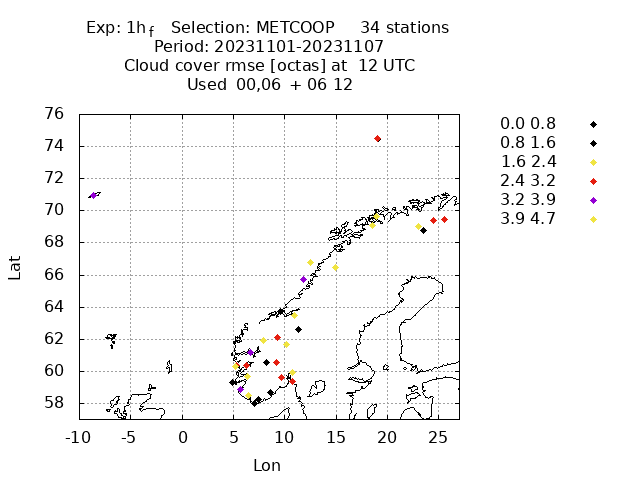 Exp: 1h f   Selection: METCOOP     34 stations
Period: 20231101-20231107
Cloud cover rmse [octas] at  12 UTC
Used  00,06  + 06 12
0.0 0.8
0.8 1.6
1.6 2.4
2.4 3.2
3.2 3.9
3.9 4.7
Lat
76
74
72
70
68
66
64
62
60
58
-10 -5 0 5 10 15 20 25
Lon